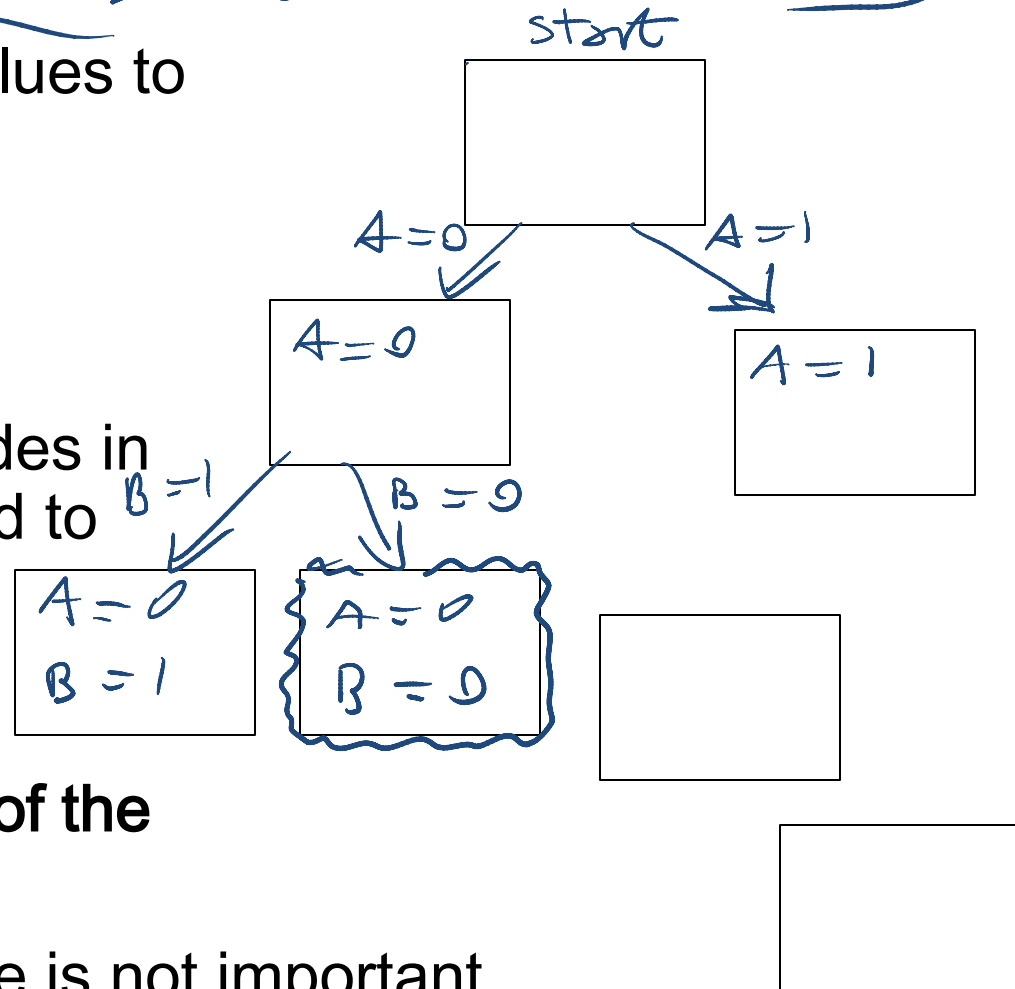 start
lues to
A=0
A=1
A=0
A=1
des in
B=1
B=0
d to
A=0
B=1
A=0
B=0
of the
e is not important